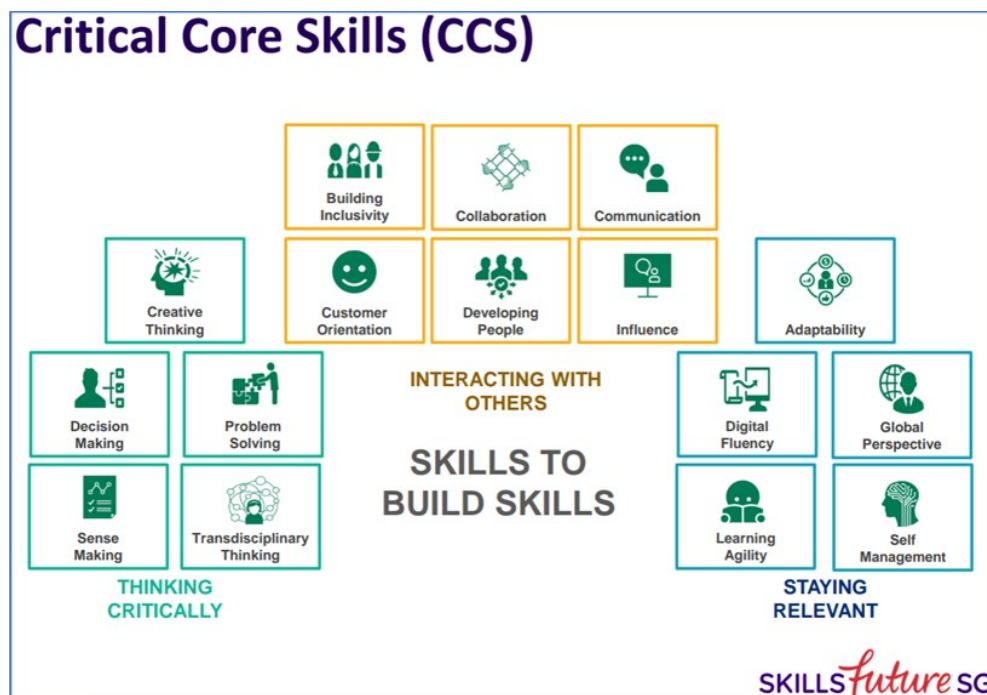 Critical Core Skills (CCS)
Building
Inclusivity
Collaboration
Communication
Creative
Thinking
Customer
Orientation
Developing
People
Influence
Adaptability
INTERACTING WITH
OTHERS
Decision
Making
Problem
Solving
Digital
Fluency
Global
Perspective
SKILLS TO
BUILD SKILLS
Sense
Making
Transdisciplinary
Thinking
Learning
Agility
Self
Management
THINKING
CRITICALLY
STAYING
RELEVANT
SKILLS future SG